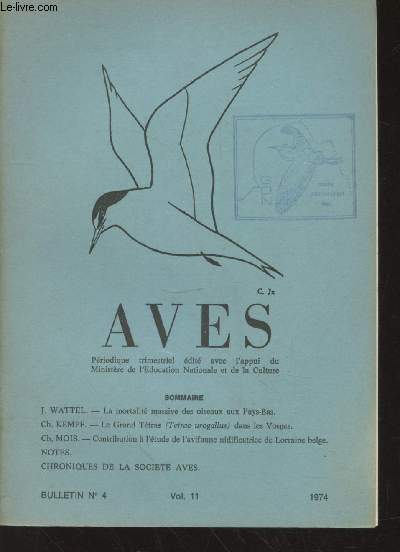 www.le-livre.com
C. Jx
AVES
Périodique trimestriel édité avec l'appui du
Ministère de l'Education Nationale et de la Culture
SOMMAIRE
J. WATTEL. — La mortalité massive des oiseaux aux Pays-Bas.
Ch. KEMPF. — Le Grand Tétras (Tetrao urogallus) dans les Vosges.
Ch. MOIS. — Contribution à l'étude de l'avifaune nidificatrice de Lorraine belge.
NOTES.
CHRONIQUES DE LA SOCIETE AVES.
BULLETIN N° 4 Vol. 11 1974